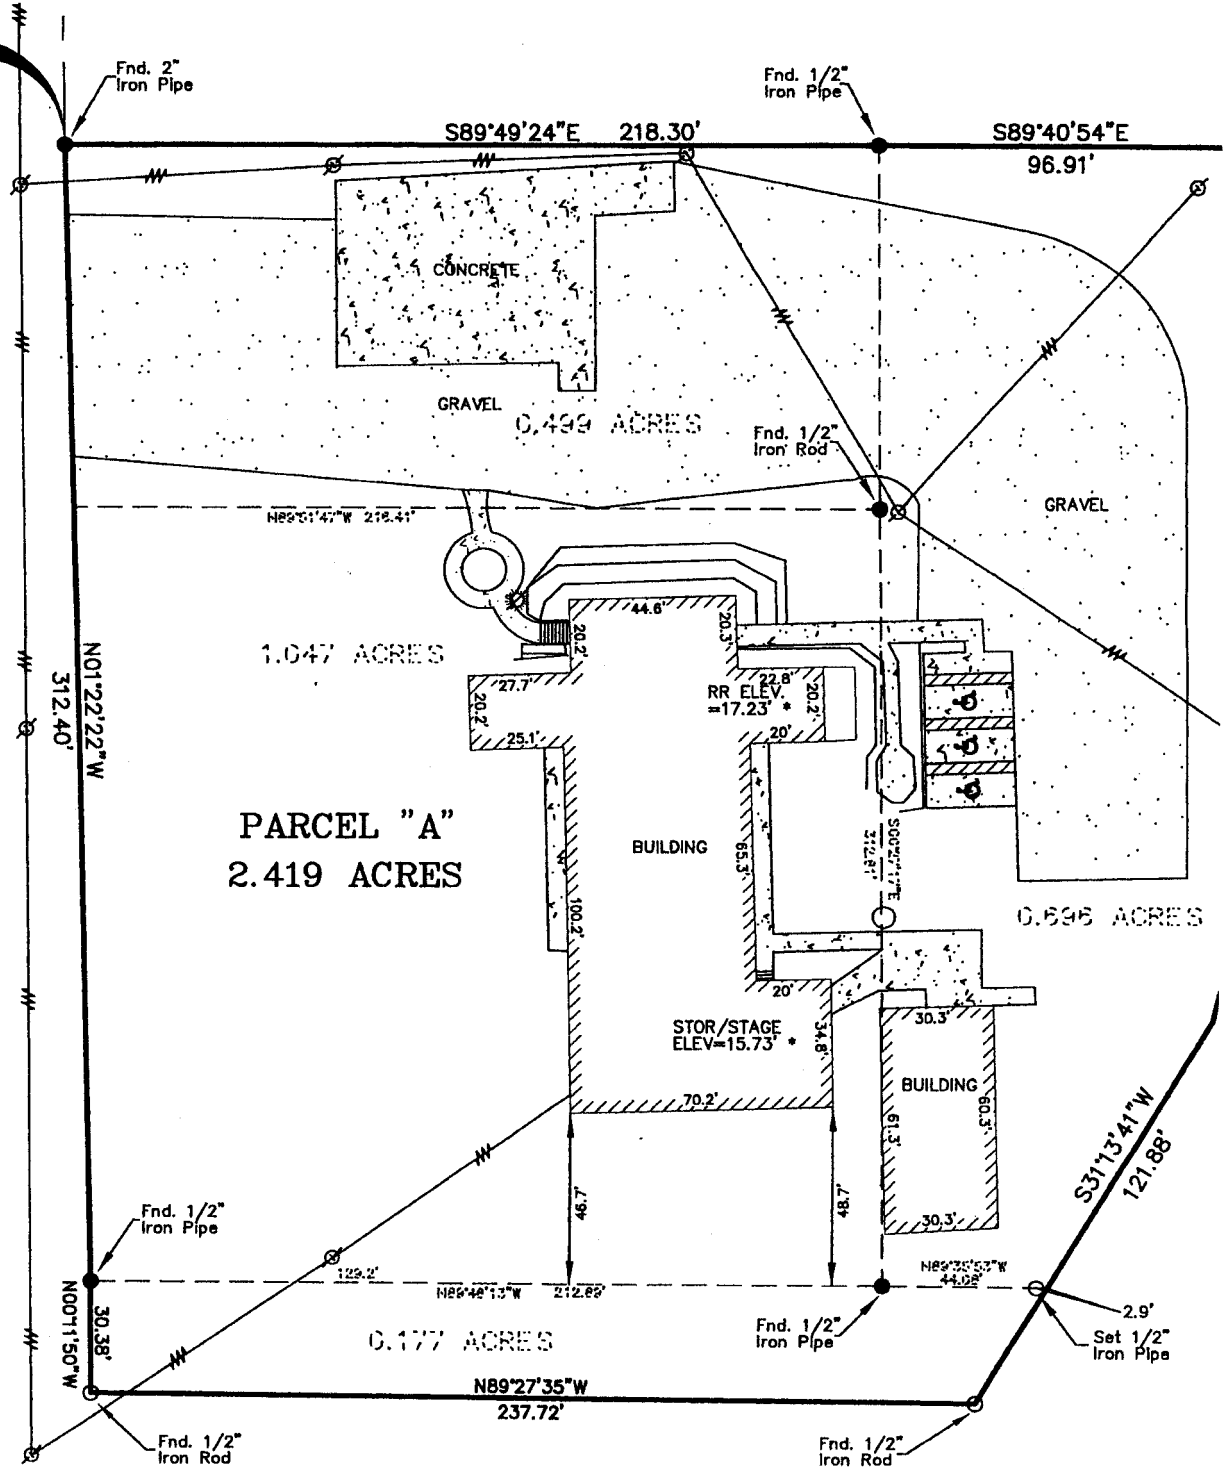 Fnd. 2"
Iron Pipe
Fnd. 1/2"
Iron Pipe
S89°49'24"E 218.30'
S89°40'54"E
96.91'
CONCRETE
GRAVEL
0.499 ACRES
Fnd. 1/2"
Iron Rod
GRAVEL
N89°51'47"W 216.41'
44.6'
20.2'
20.3'
1.047 ACRES
27.7'
22.8'
RR ELEV.
=17.23' *
20.2'
20.2'
25.1'
20'
N01°22'22"W
312.40'
PARCEL "A"
2.419 ACRES
BUILDING
65.3'
S00°27'17"E
312.81'
100.2'
0.696 ACRES
20'
STOR/STAGE
ELEV=15.73' *
34.8'
30.3'
BUILDING
61.3'
60.3'
70.2'
S31°13'41"W
121.88'
46.7'
48.7'
30.3'
Fnd. 1/2"
Iron Pipe
129.2'
N89°46'13"W 212.89'
N89°35'53"W
44.08'
2.9'
N00°11'50"W
30.38'
0.177 ACRES
Fnd. 1/2"
Iron Pipe
Set 1/2"
Iron Pipe
N89°27'35"W
237.72'
Fnd. 1/2"
Iron Rod
Fnd. 1/2"
Iron Rod